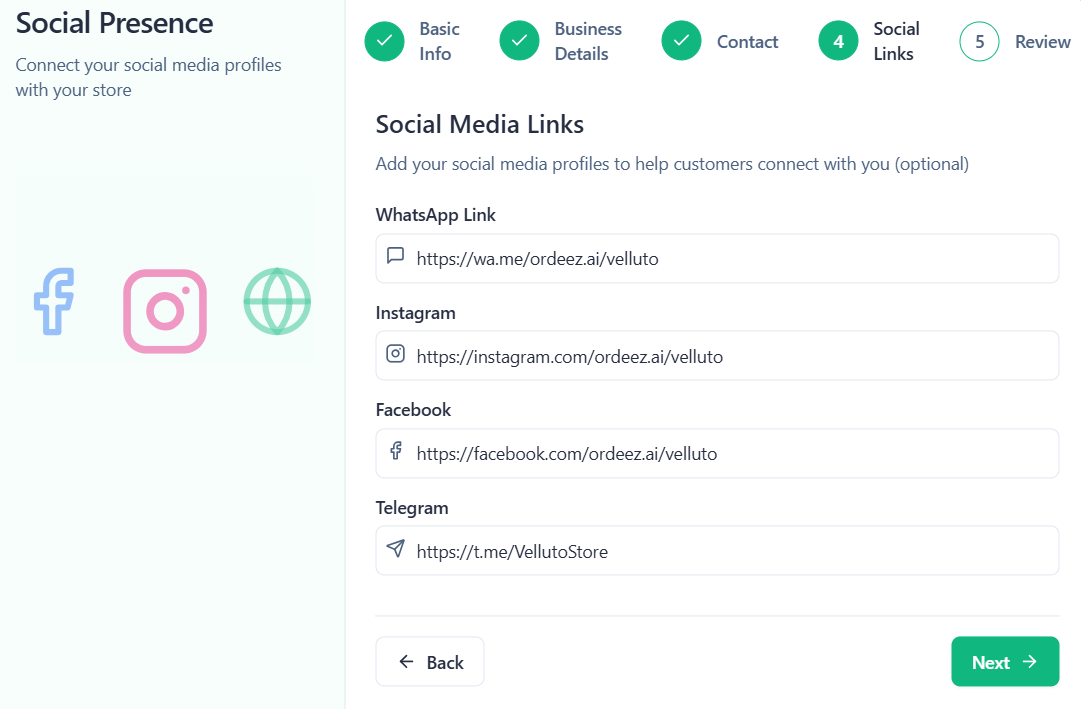 Social Presence
Connect your social media profiles
with your store
Basic
Info
Business
Details
Contact
4
Social
Links
5
Review
Social Media Links
Add your social media profiles to help customers connect with you (optional)
WhatsApp Link
https://wa.me/ordeez.ai/velluto
Instagram
https://instagram.com/ordeez.ai/velluto
Facebook
https://facebook.com/ordeez.ai/velluto
Telegram
https://t.me/VellutoStore
Back
Next